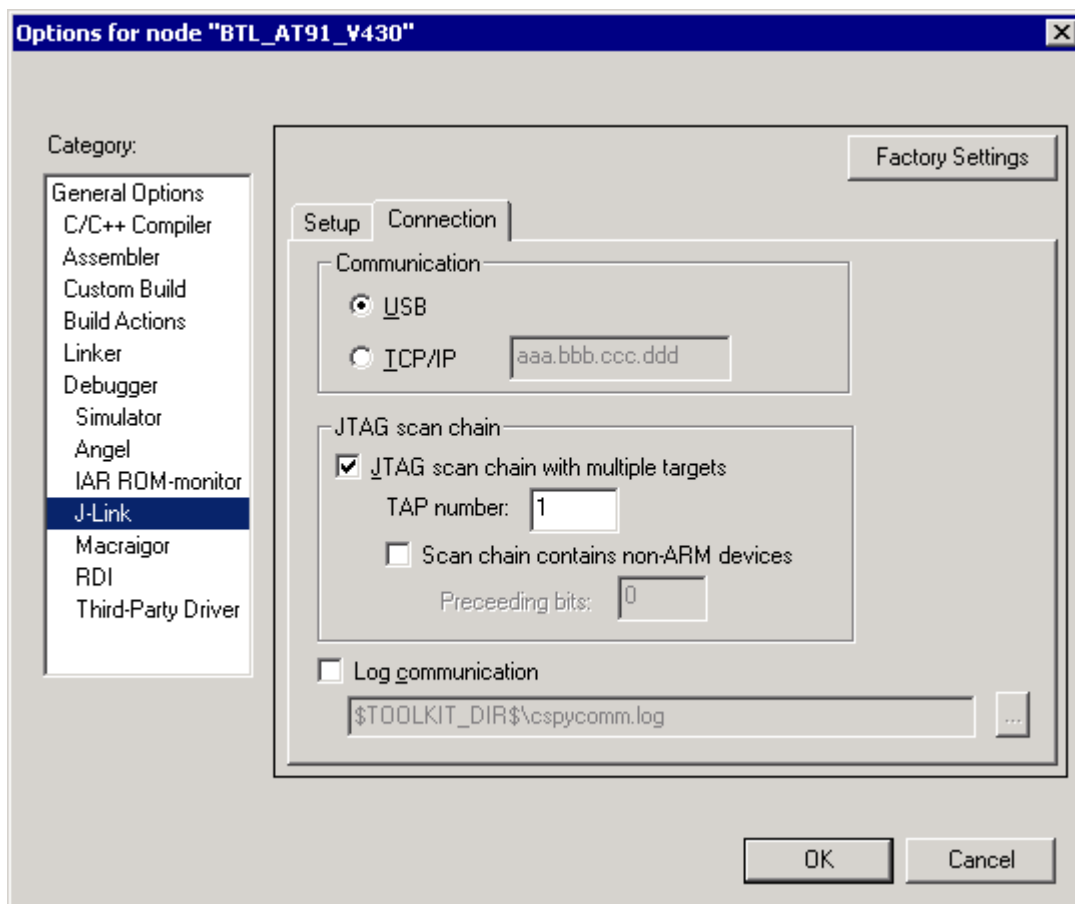 Options for node "BTL_AT91_V430"
Category:
Factory Settings
General Options
C/C++ Compiler
Assembler
Custom Build
Build Actions
Linker
Debugger
Simulator
Angel
IAR ROM-monitor
J-Link
Macraigor
RDI
Third-Party Driver
Setup
Connection
Communication
USB
TCP/IP
aaa.bbb.ccc.ddd
JTAG scan chain
JTAG scan chain with multiple targets
TAP number:
1
Scan chain contains non-ARM devices
Preceeding bits:
0
Log communication
$TOOLKIT_DIR$\cspycomm.log
...
OK
Cancel